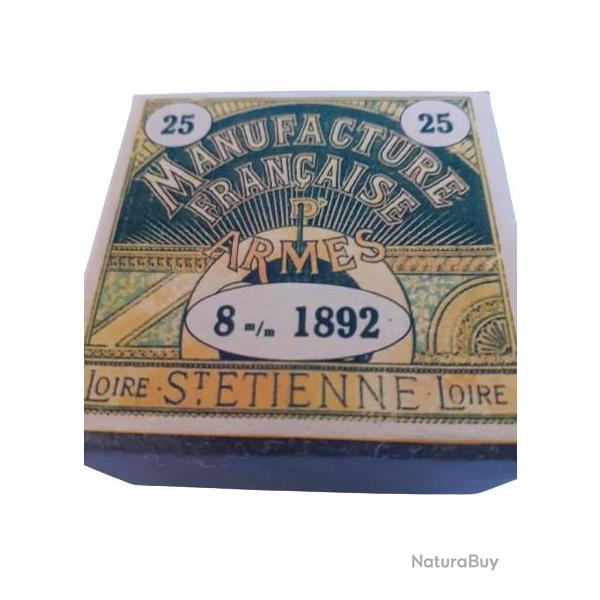 25 25
MANUFACTURE
FRANÇAISE
D'
ARMES
8 m/m 1892
LOIRE · ST ETIENNE · LOIRE
NaturaBuy